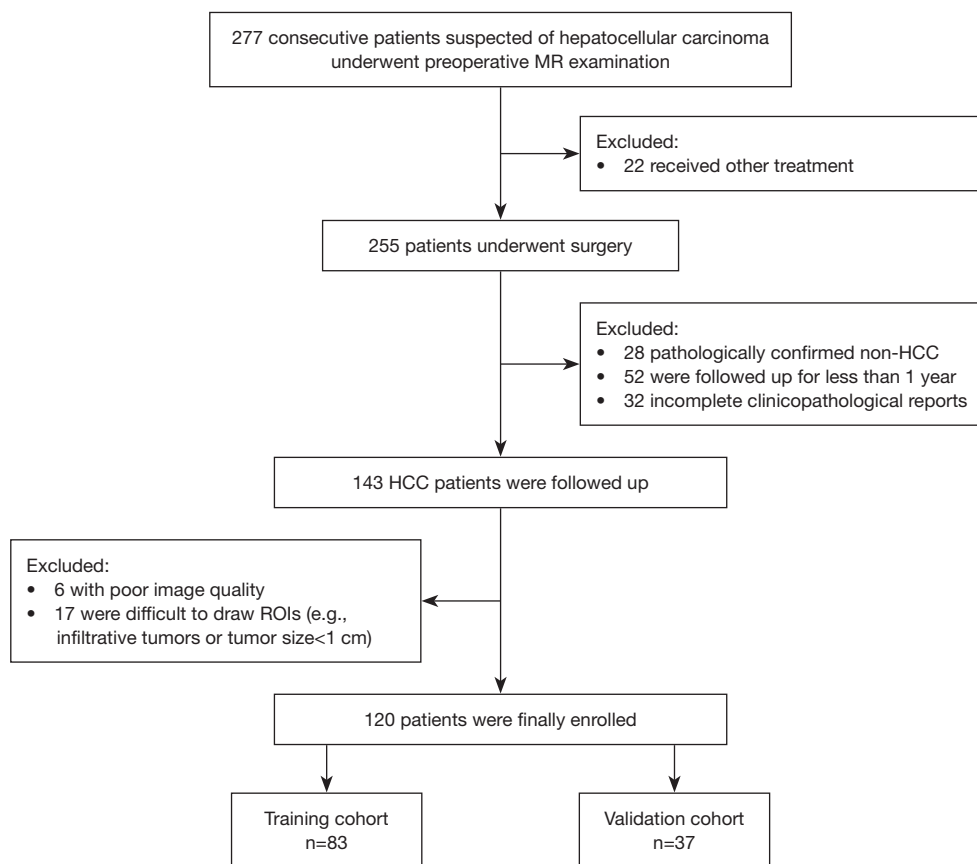 277 consecutive patients suspected of hepatocellular carcinoma
underwent preoperative MR examination
Excluded:
• 22 received other treatment
255 patients underwent surgery
Excluded:
• 28 pathologically confirmed non-HCC
• 52 were followed up for less than 1 year
• 32 incomplete clinicopathological reports
143 HCC patients were followed up
Excluded:
• 6 with poor image quality
• 17 were difficult to draw ROIs (e.g.,
infiltrative tumors or tumor size<1 cm)
120 patients were finally enrolled
Training cohort
n=83
Validation cohort
n=37